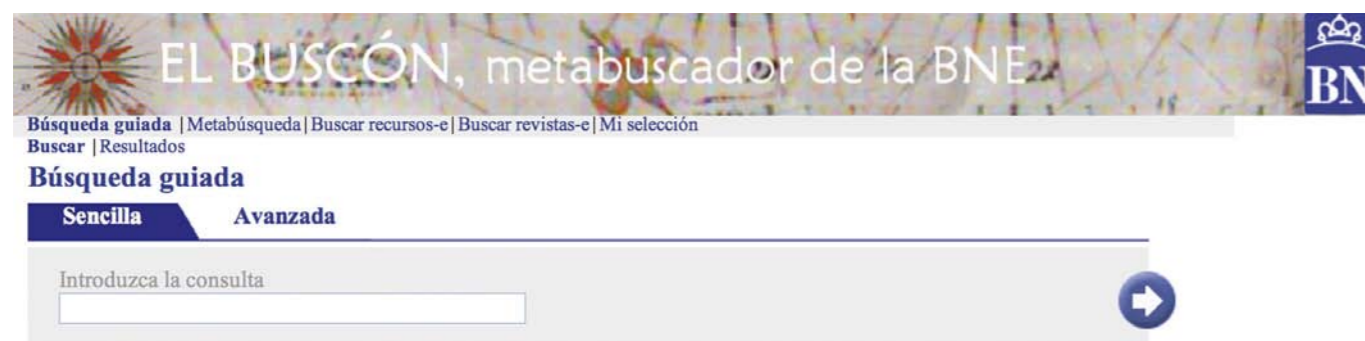 EL BUSCÓN, metabuscador de la BNE
BN
Búsqueda guiada | Metabúsqueda | Buscar recursos-e | Buscar revistas-e | Mi selección
Buscar | Resultados
Búsqueda guiada
Sencilla Avanzada
Introduzca la consulta